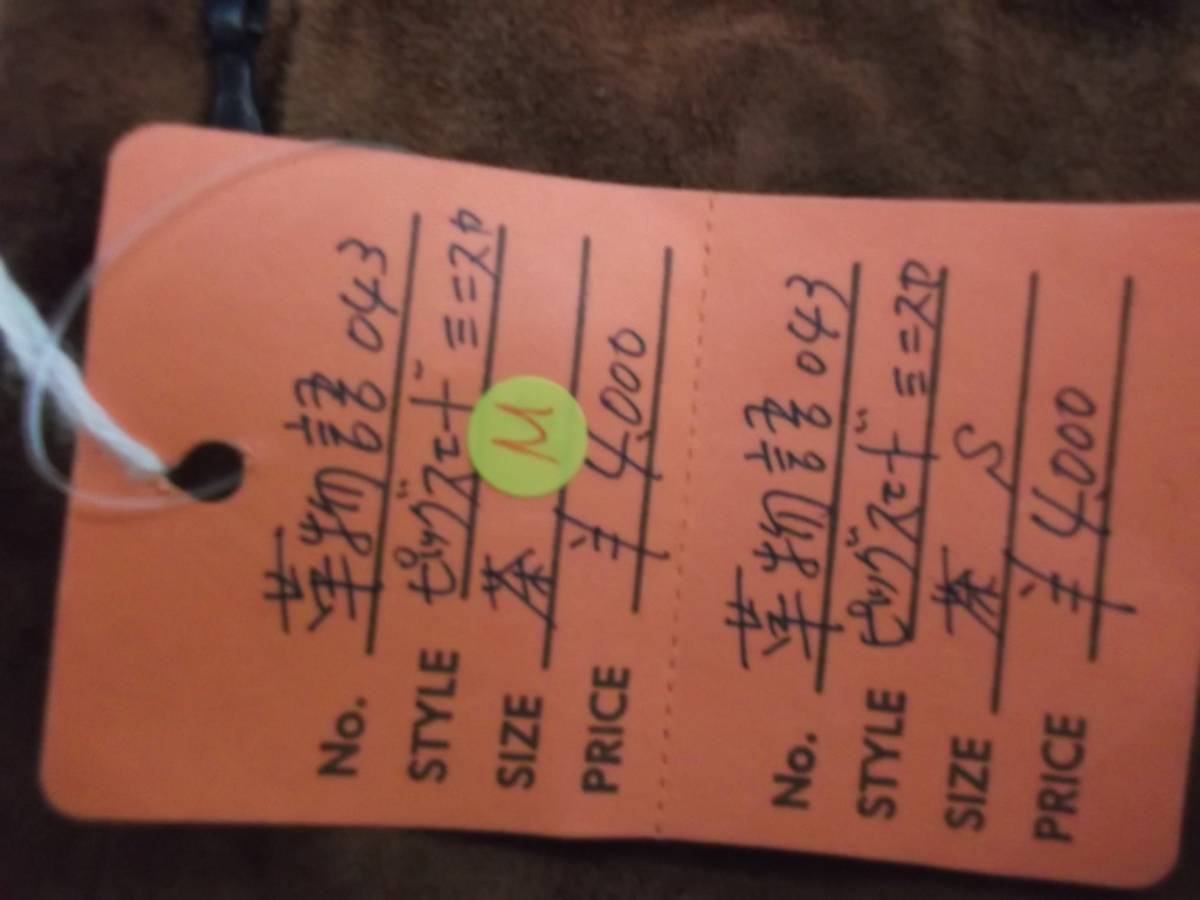 No. 革物語 043
STYLE ピッグスエード ミニスカ
SIZE 茶 M
PRICE ¥4,000
No. 革物語 043
STYLE ピッグスエード ミニスカ
SIZE 茶 S
PRICE ¥4,000